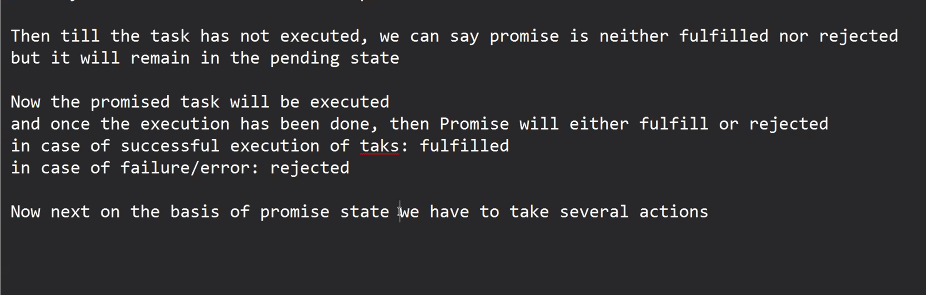 Then till the task has not executed, we can say promise is neither fulfilled nor rejected
but it will remain in the pending state
Now the promised task will be executed
and once the execution has been done, then Promise will either fulfill or rejected
in case of successful execution of taks: fulfilled
in case of failure/error: rejected
Now next on the basis of promise state we have to take several actions